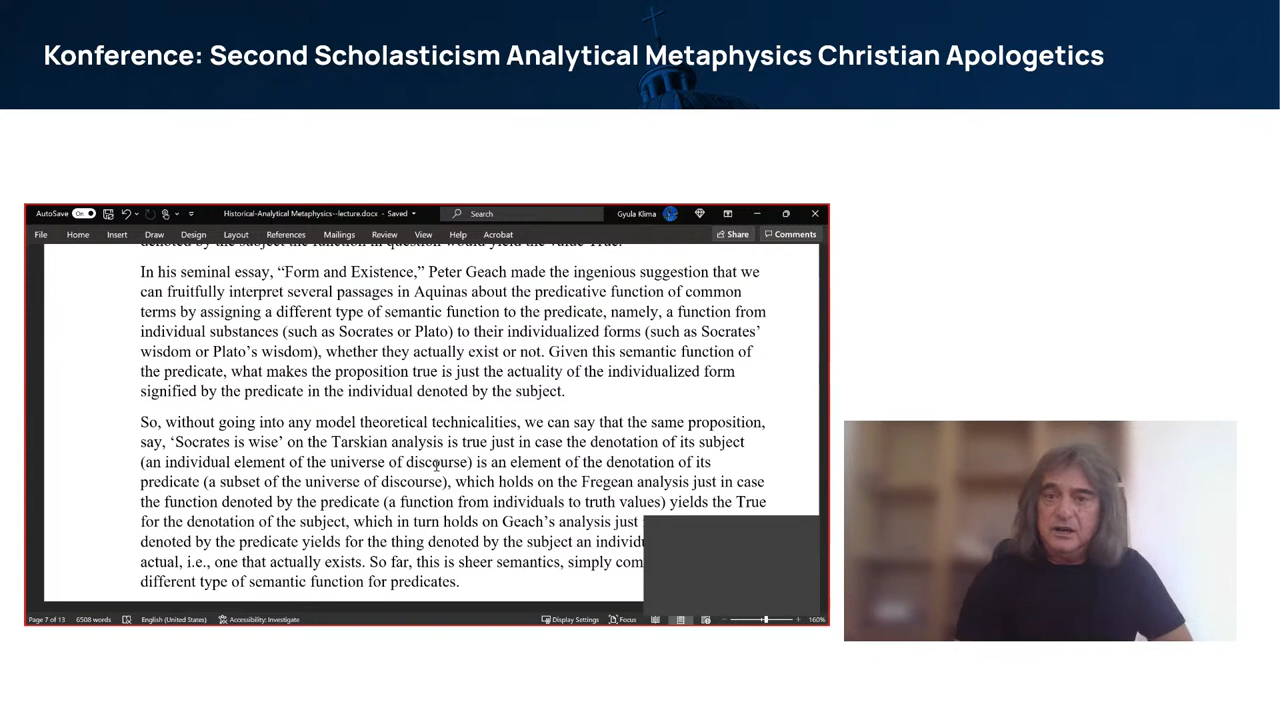 Konference: Second Scholasticism Analytical Metaphysics Christian Apologetics
AutoSave On Historical-Analytical Metaphysics--lecture.docx - Saved Search Gyula Klima
File Home Insert Draw Design Layout References Mailings Review View Help Acrobat Share Comments
denoted by the subject the function in question would yield the value True.
In his seminal essay, “Form and Existence,” Peter Geach made the ingenious suggestion that we
can fruitfully interpret several passages in Aquinas about the predicative function of common
terms by assigning a different type of semantic function to the predicate, namely, a function from
individual substances (such as Socrates or Plato) to their individualized forms (such as Socrates’
wisdom or Plato’s wisdom), whether they actually exist or not. Given this semantic function of
the predicate, what makes the proposition true is just the actuality of the individualized form
signified by the predicate in the individual denoted by the subject.
So, without going into any model theoretical technicalities, we can say that the same proposition,
say, ‘Socrates is wise’ on the Tarskian analysis is true just in case the denotation of its subject
(an individual element of the universe of discourse) is an element of the denotation of its
predicate (a subset of the universe of discourse), which holds on the Fregean analysis just in case
the function denoted by the predicate (a function from individuals to truth values) yields the True
for the denotation of the subject, which in turn holds on Geach’s analysis just
denoted by the predicate yields for the thing denoted by the subject an
actual, i.e., one that actually exists. So far, this is sheer semantics, simply
different type of semantic function for predicates.
Page 7 of 13 6508 words English (United States) Accessibility: Investigate Display Settings Focus 160%